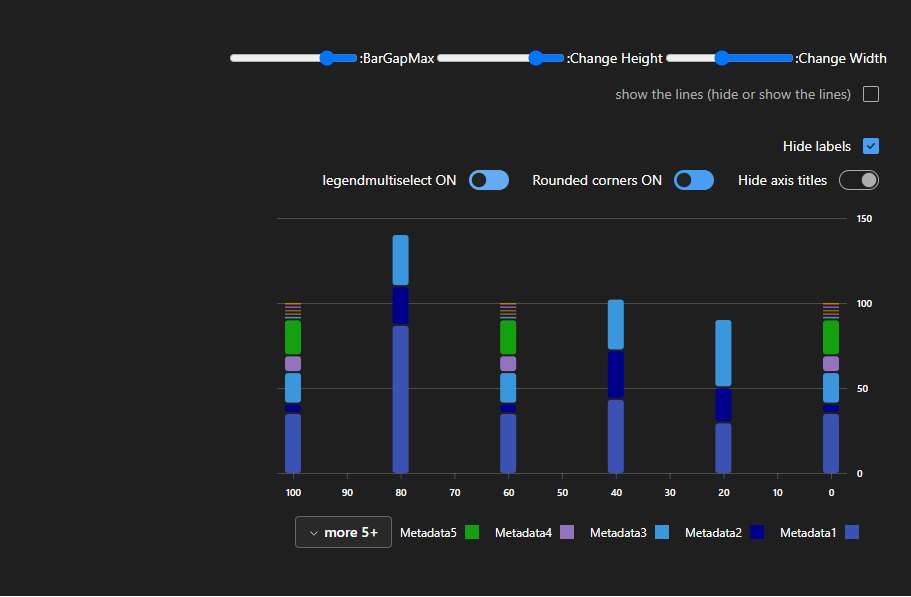 :BarGapMax :Change Height :Change Width
show the lines (hide or show the lines)
Hide labels
legendmultiselect ON Rounded corners ON Hide axis titles
150
100
50
0
100 90 80 70 60 50 40 30 20 10 0
more 5+ Metadata5 Metadata4 Metadata3 Metadata2 Metadata1